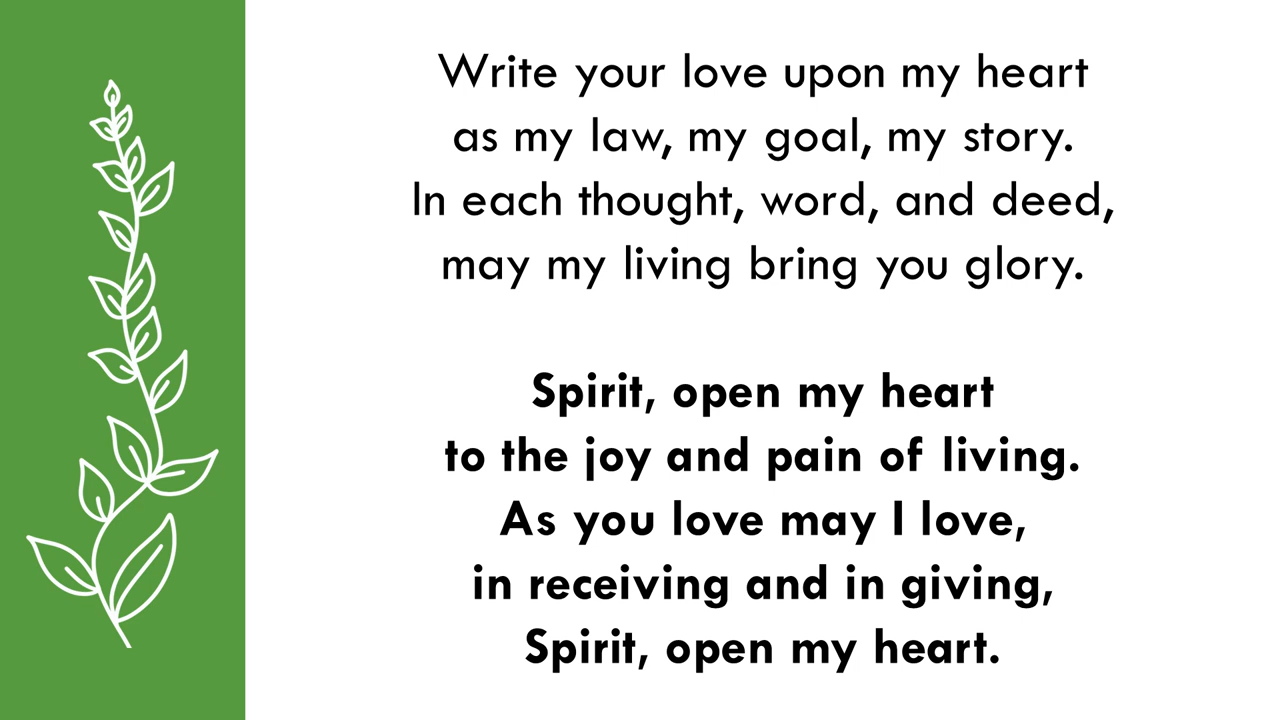 Write your love upon my heart
as my law, my goal, my story.
In each thought, word, and deed,
may my living bring you glory.
Spirit, open my heart
to the joy and pain of living.
As you love may I love,
in receiving and in giving,
Spirit, open my heart.